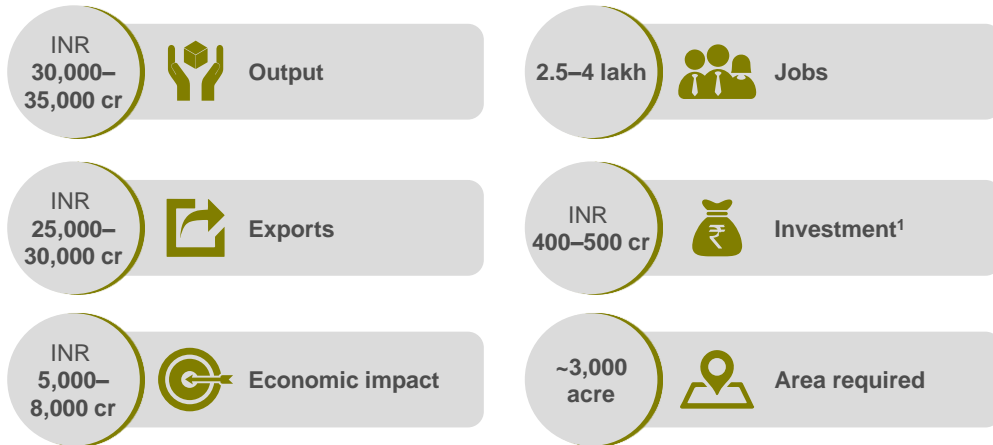 INR
30,000–
35,000 cr
Output
2.5–4 lakh
Jobs
INR
25,000–
30,000 cr
Exports
INR
400–500 cr
₹
Investment¹
INR
5,000–
8,000 cr
Economic impact
~3,000
acre
Area required